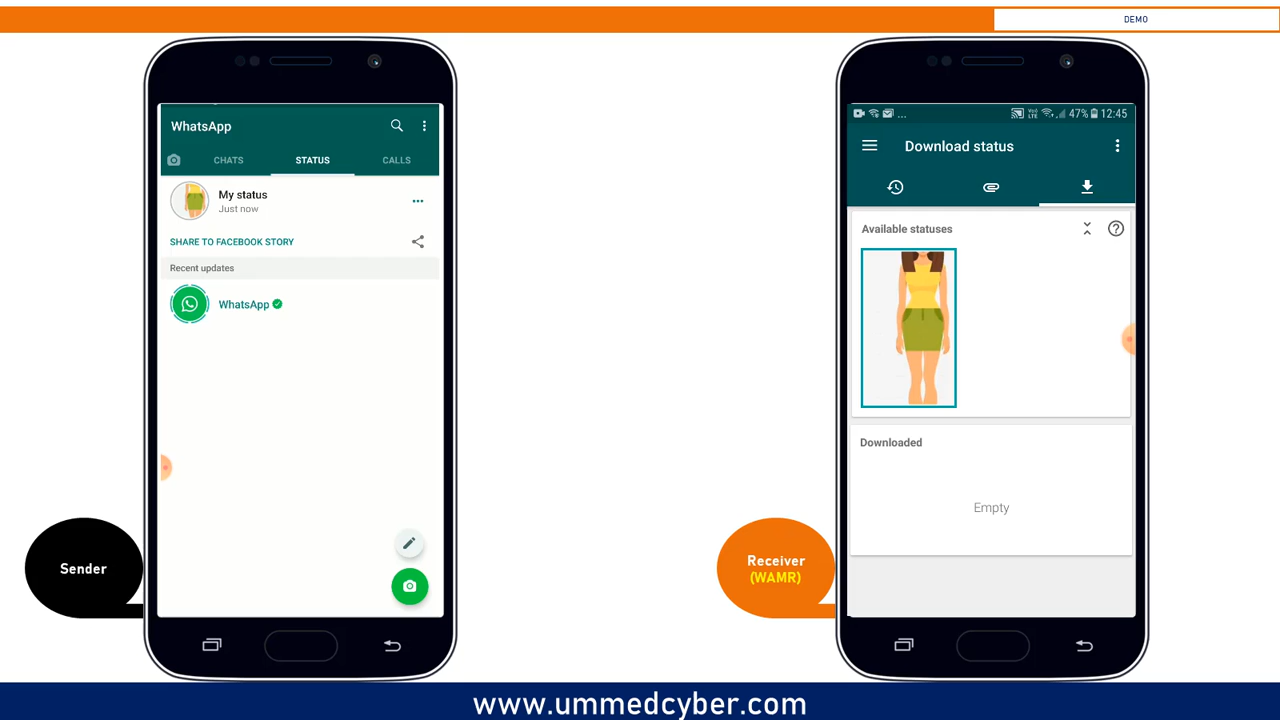 DEMO
WhatsApp
CHATS
STATUS
CALLS
My status
Just now
SHARE TO FACEBOOK STORY
Recent updates
WhatsApp
Sender
... 47% 12:45
Download status
Available statuses
Downloaded
Empty
Receiver
(WAMR)
www.ummedcyber.com